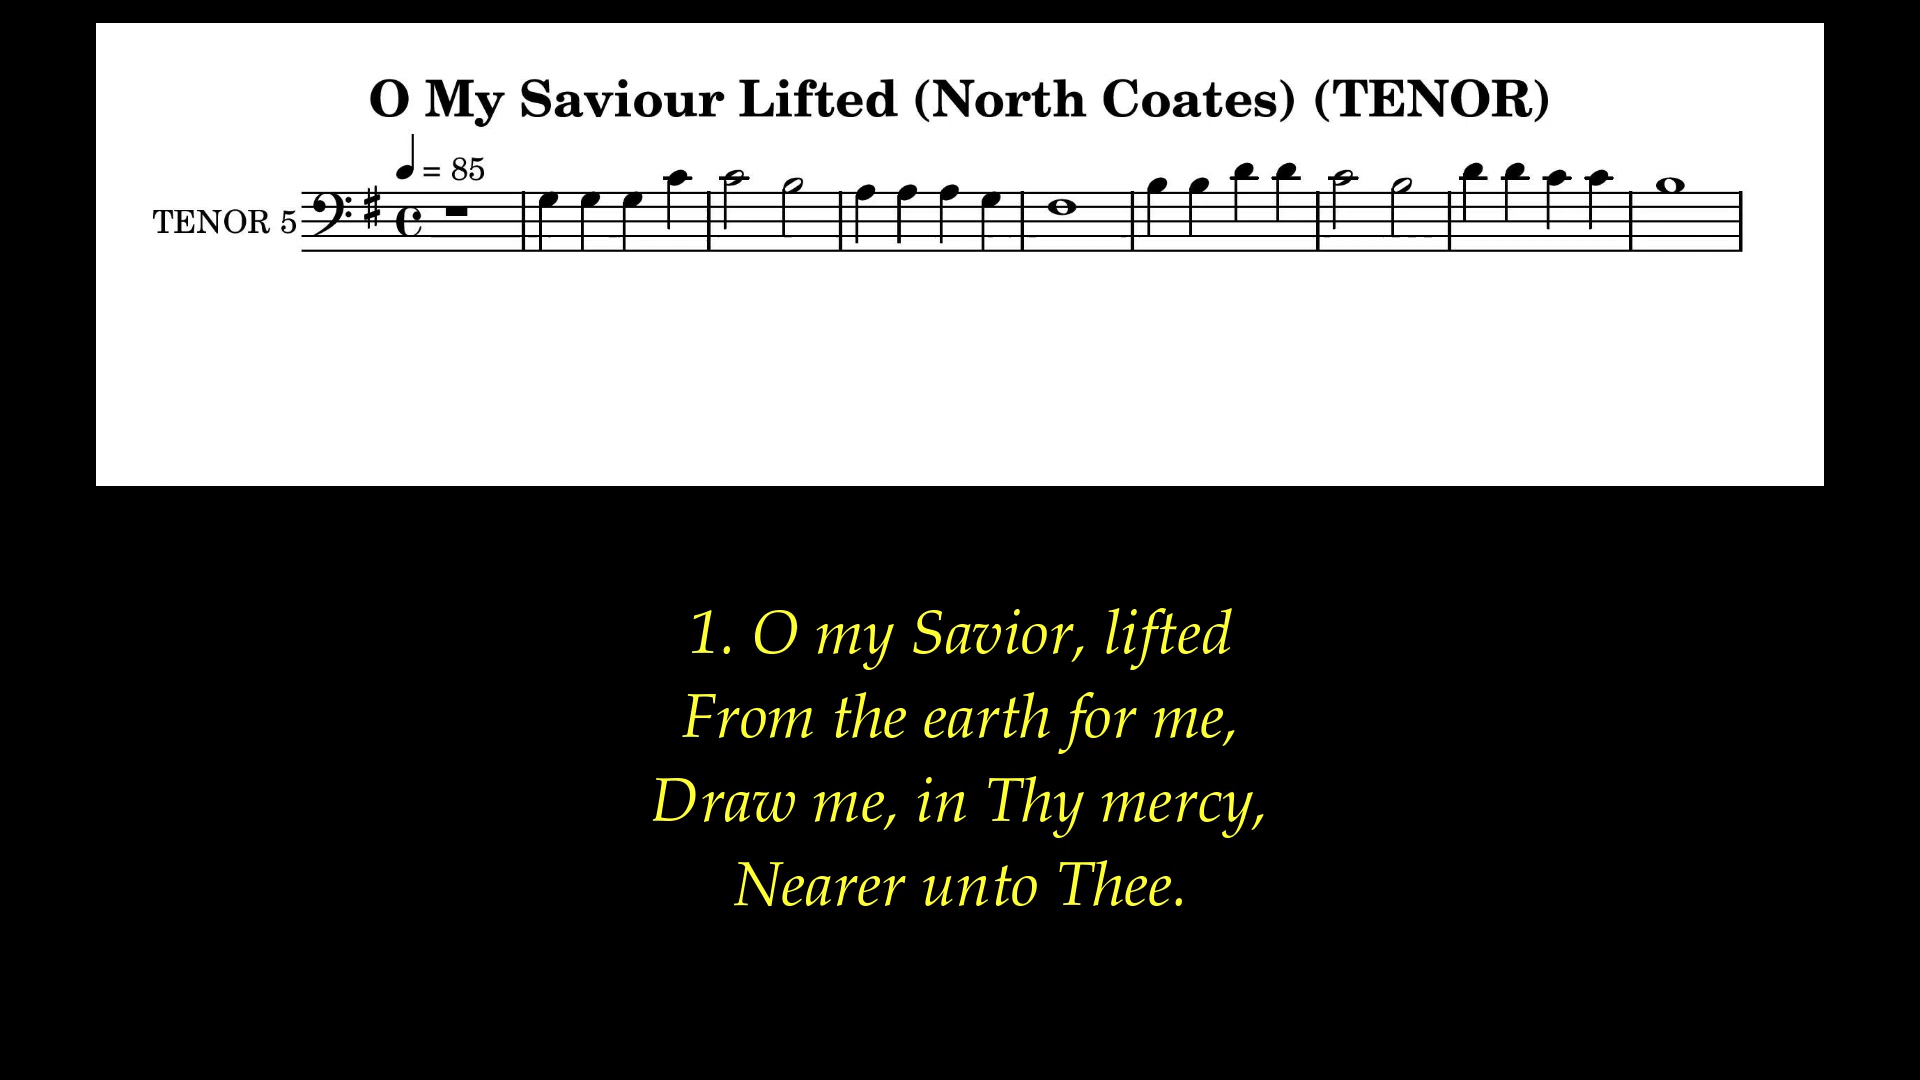 O My Saviour Lifted (North Coates) (TENOR)
= 85
TENOR 5
1. O my Savior, lifted
From the earth for me,
Draw me, in Thy mercy,
Nearer unto Thee.